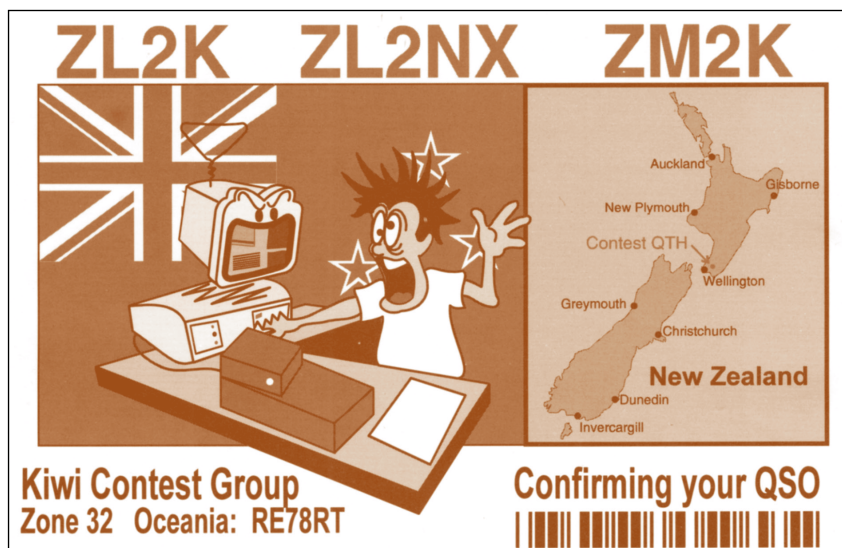 ZL2K ZL2NX ZM2K
Auckland
Gisborne
New Plymouth
Contest QTH
Wellington
Greymouth
Christchurch
New Zealand
Dunedin
Invercargill
Kiwi Contest Group
Zone 32 Oceania: RE78RT
Confirming your QSO